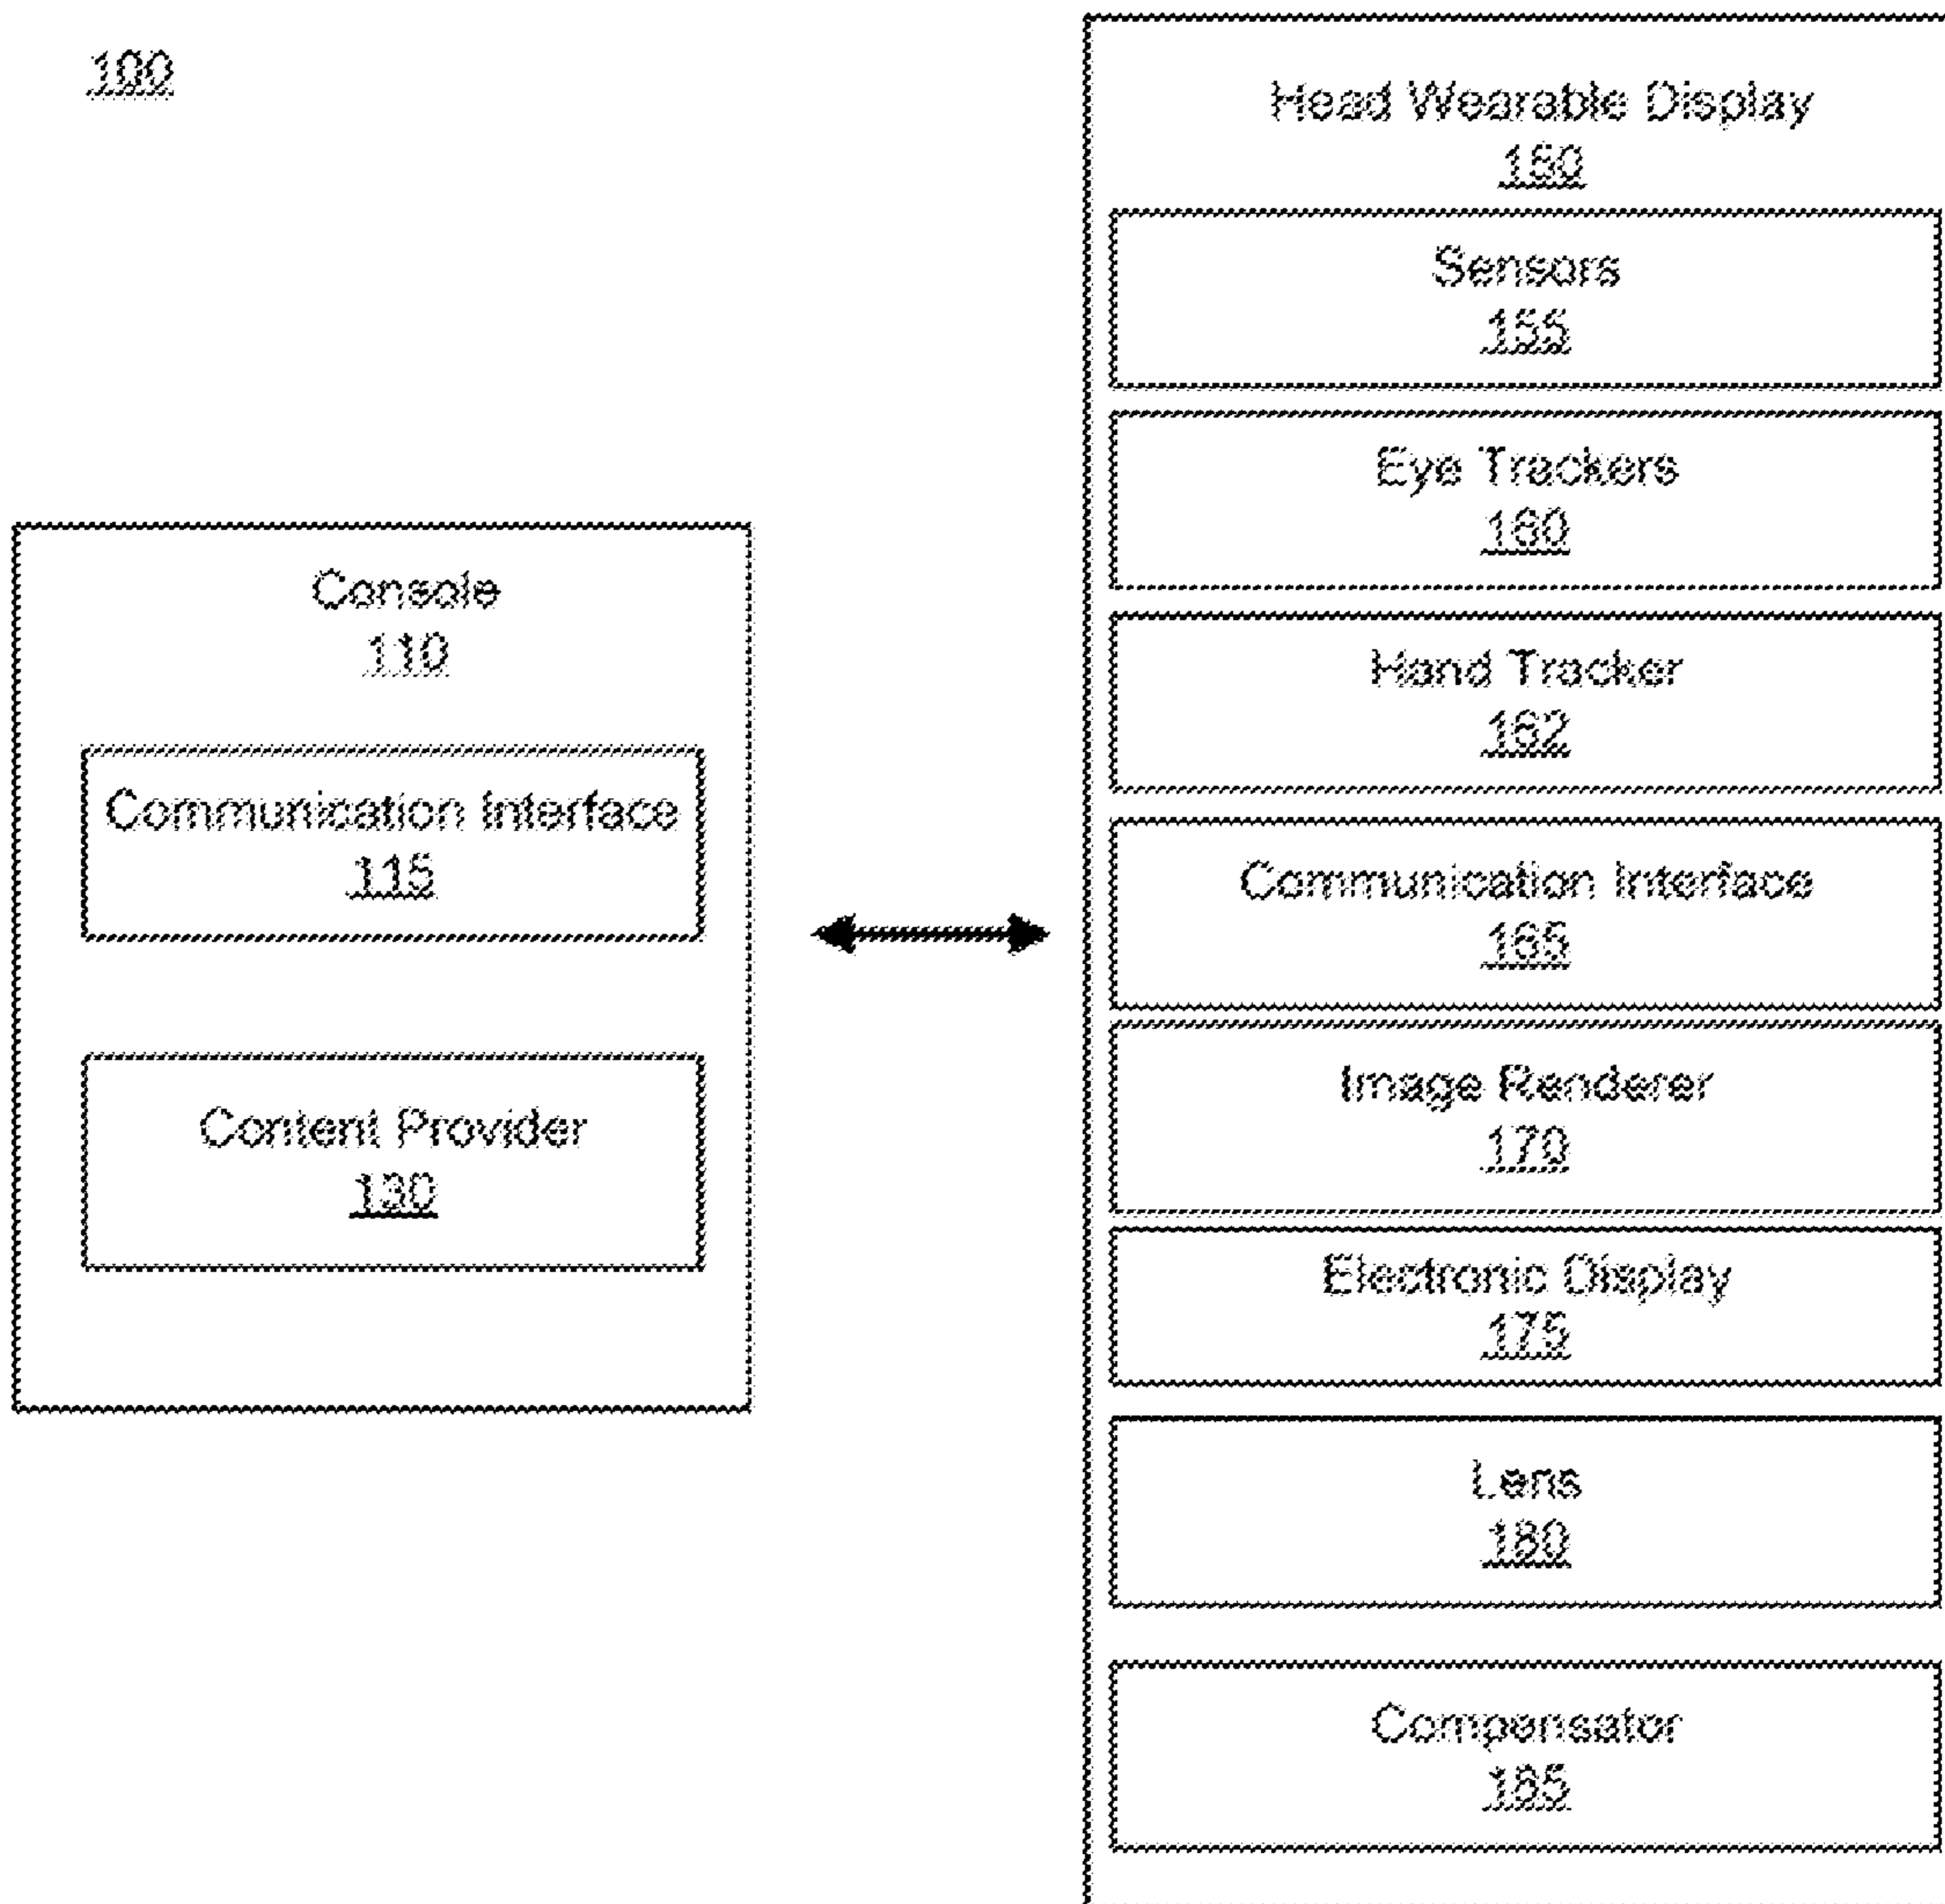 100
Head Wearable Display
150
Sensors
155
Eye Trackers
160
Hand Tracker
162
Communication Interface
165
Image Renderer
170
Electronic Display
175
Lens
180
Compensator
185
Console
110
Communication Interface
115
Content Provider
130